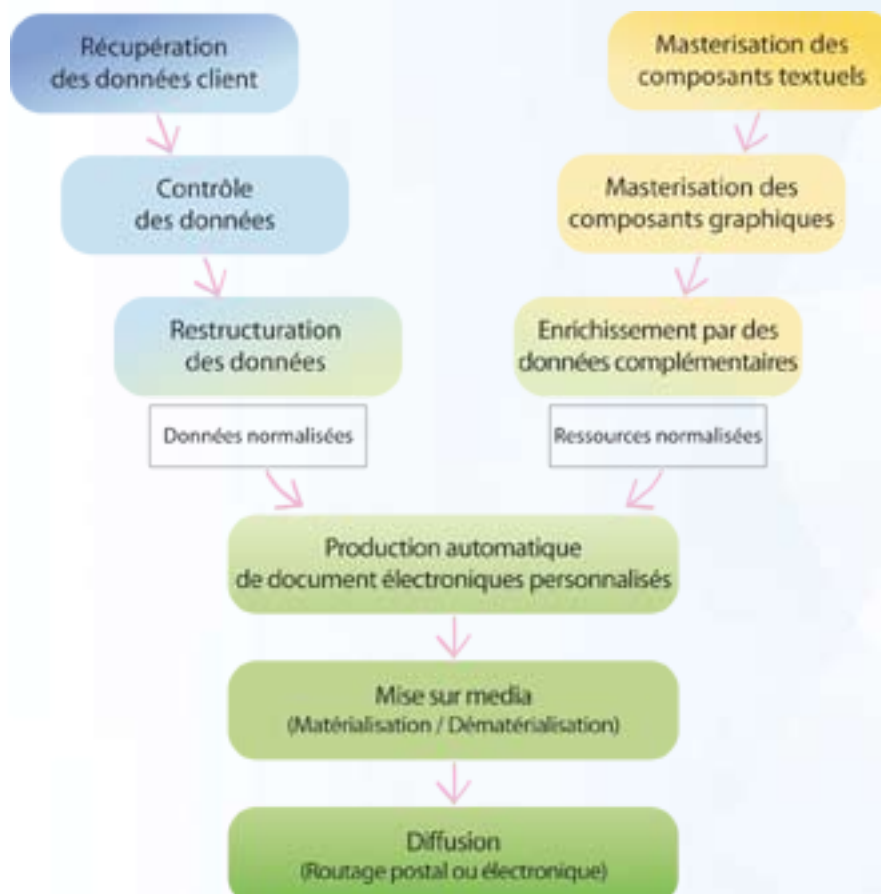 Récupération
des données client
Masterisation des
composants textuels
Contrôle
des données
Masterisation des
composants graphiques
Restructuration
des données
Enrichissement par des
données complémentaires
Données normalisées
Ressources normalisées
Production automatique
de document électroniques personnalisés
Mise sur media
(Matérialisation / Dématérialisation)
Diffusion
(Routage postal ou électronique)